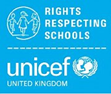 RIGHTS
RESPECTING
SCHOOLS
unicef
UNITED KINGDOM